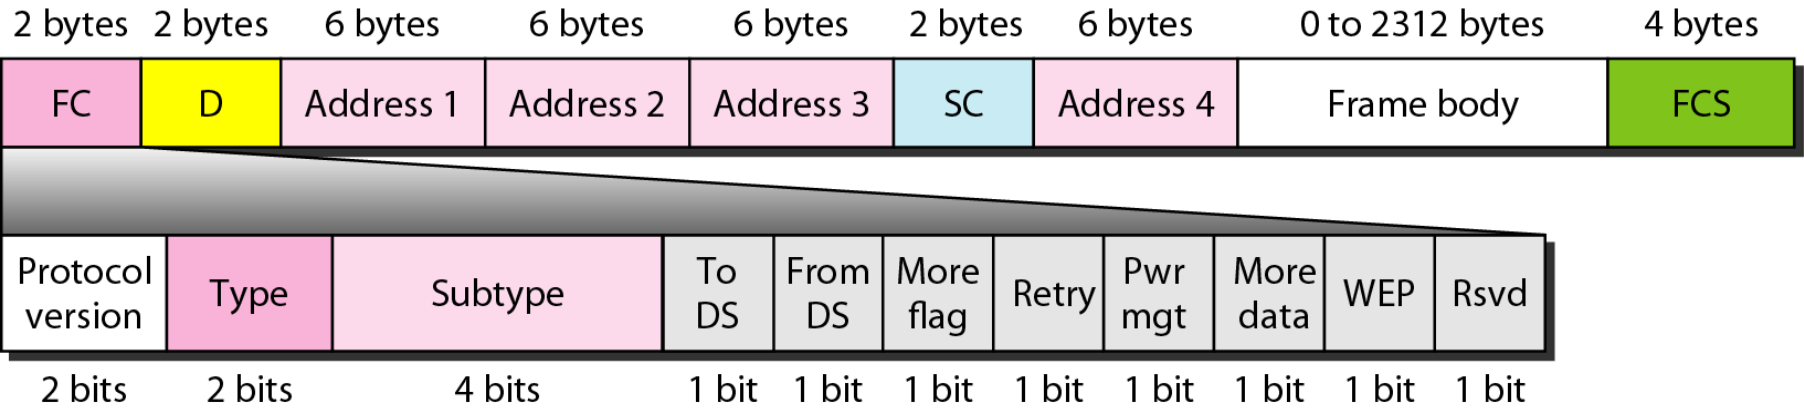 2 bytes 2 bytes 6 bytes 6 bytes 6 bytes 2 bytes 6 bytes 0 to 2312 bytes 4 bytes
FC D Address 1 Address 2 Address 3 SC Address 4 Frame body FCS
Protocol version Type Subtype To DS From DS More flag Retry Pwr mgt More data WEP Rsvd
2 bits 2 bits 4 bits 1 bit 1 bit 1 bit 1 bit 1 bit 1 bit 1 bit 1 bit